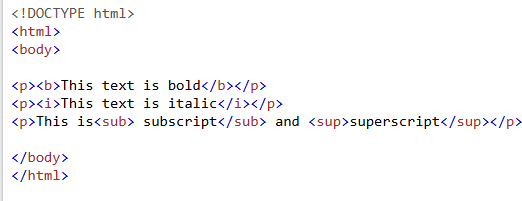 <!DOCTYPE html>
<html>
<body>
<p><b>This text is bold</b></p>
<p><i>This text is italic</i></p>
<p>This is<sub> subscript</sub> and <sup>superscript</sup></p>
</body>
</html>